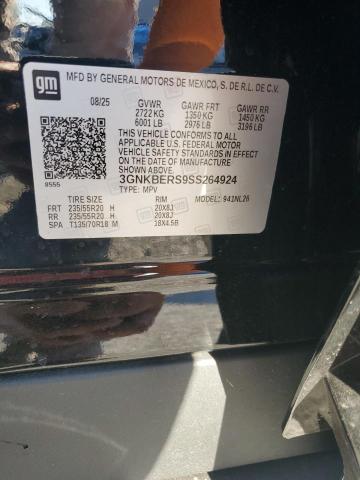 gm
MFD BY GENERAL MOTORS DE MEXICO, S. DE R.L. DE C.V.
08/25 GVWR GAWR FRT GAWR RR
2722 KG 1350 KG 1450 KG
6001 LB 2976 LB 3196 LB
THIS VEHICLE CONFORMS TO ALL
APPLICABLE U.S. FEDERAL MOTOR
VEHICLE SAFETY STANDARDS IN
EFFECT ON THE DATE OF
MANUFACTURE SHOWN ABOVE.
9555
3GNKBERS9SS264924
TYPE: MPV MODEL: 941NL26
TIRE SIZE RIM
FRT 235/55R20 H 20X8J
RR 235/55R20 H 20X8J
SPA T135/70R18 M 18X4.5B